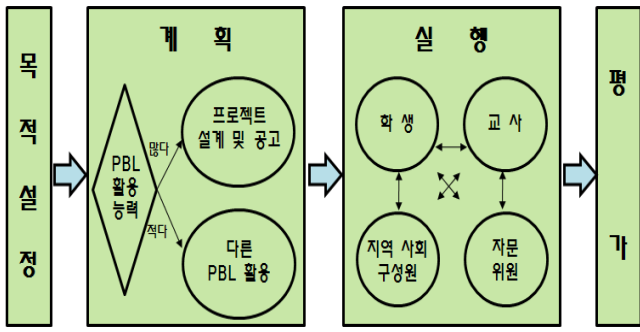 목적설정
계 획
PBL
활용
능력
많다
적다
프로젝트
설계 및 공고
다른
PBL 활용
실 행
학생
교사
지역 사회
구성원
자문
위원
평가